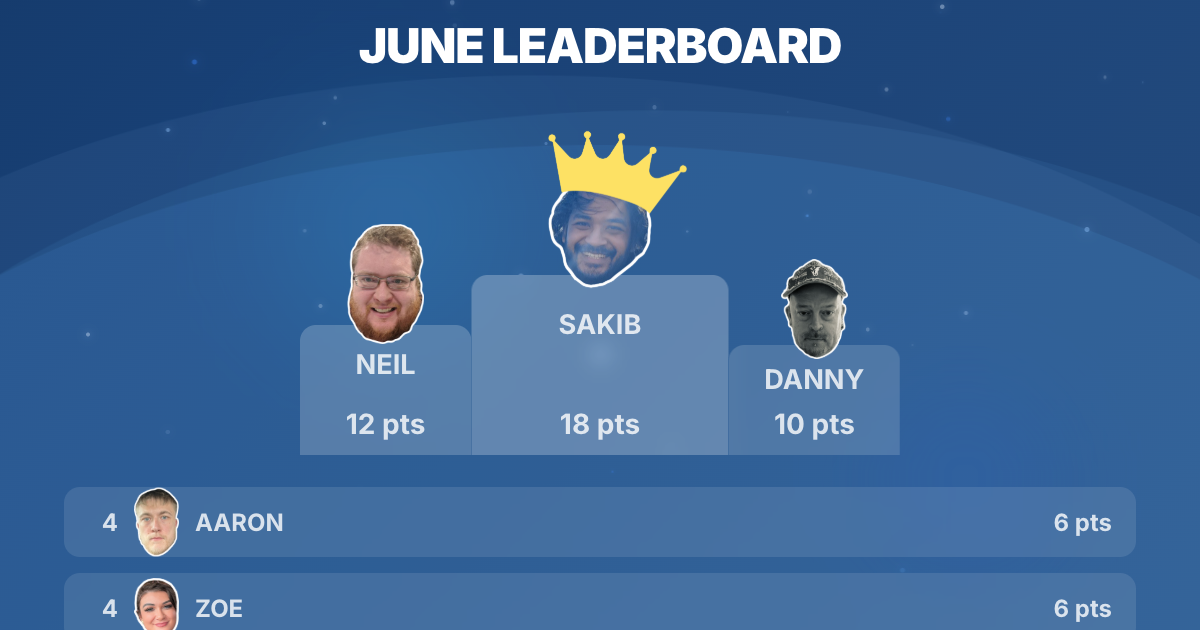 JUNE LEADERBOARD
SAKIB
NEIL
DANNY
12 pts
18 pts
10 pts
4 AARON 6 pts
4 ZOE 6 pts